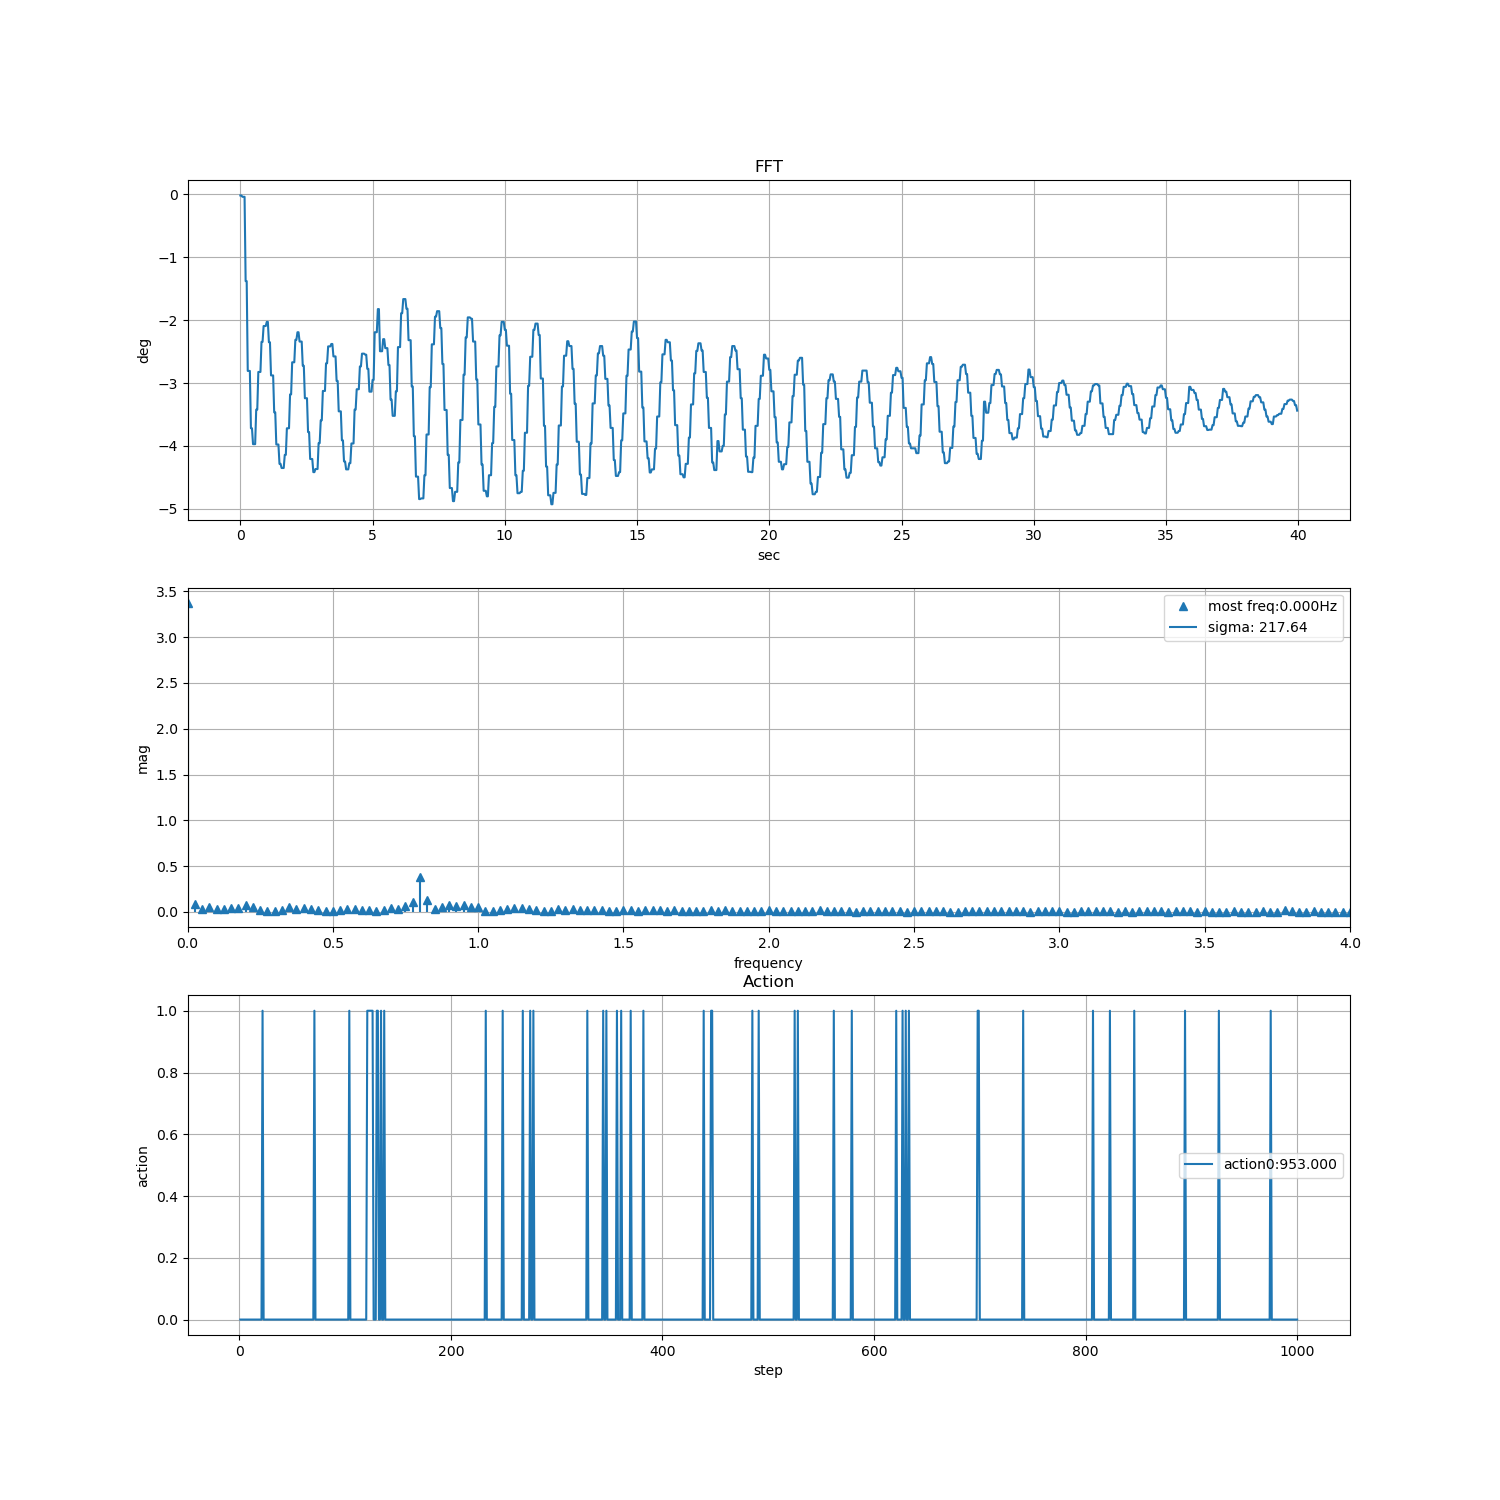 FFT
0
−1
−2
−3
−4
−5
deg
0 5 10 15 20 25 30 35 40
sec
3.5
3.0
2.5
2.0
1.5
1.0
0.5
0.0
mag
most freq:0.000Hz
sigma: 217.64
0.0 0.5 1.0 1.5 2.0 2.5 3.0 3.5 4.0
frequency
Action
1.0
0.8
0.6
0.4
0.2
0.0
action
action0:953.000
0 200 400 600 800 1000
step